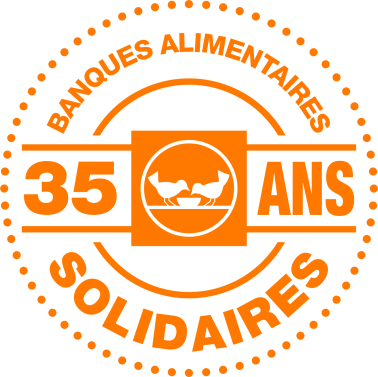 BANQUES ALIMENTAIRES
35 ANS
SOLIDAIRES